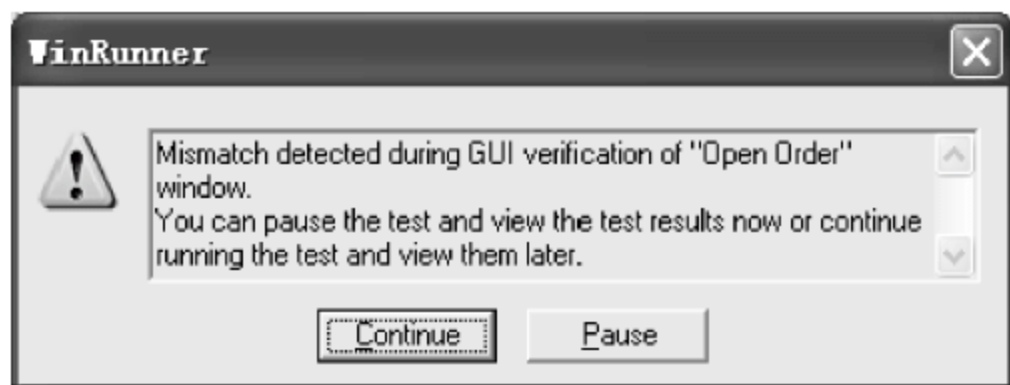 WinRunner
Mismatch detected during GUI verification of "Open Order"
window.
You can pause the test and view the test results now or continue
running the test and view them later.
Continue
Pause